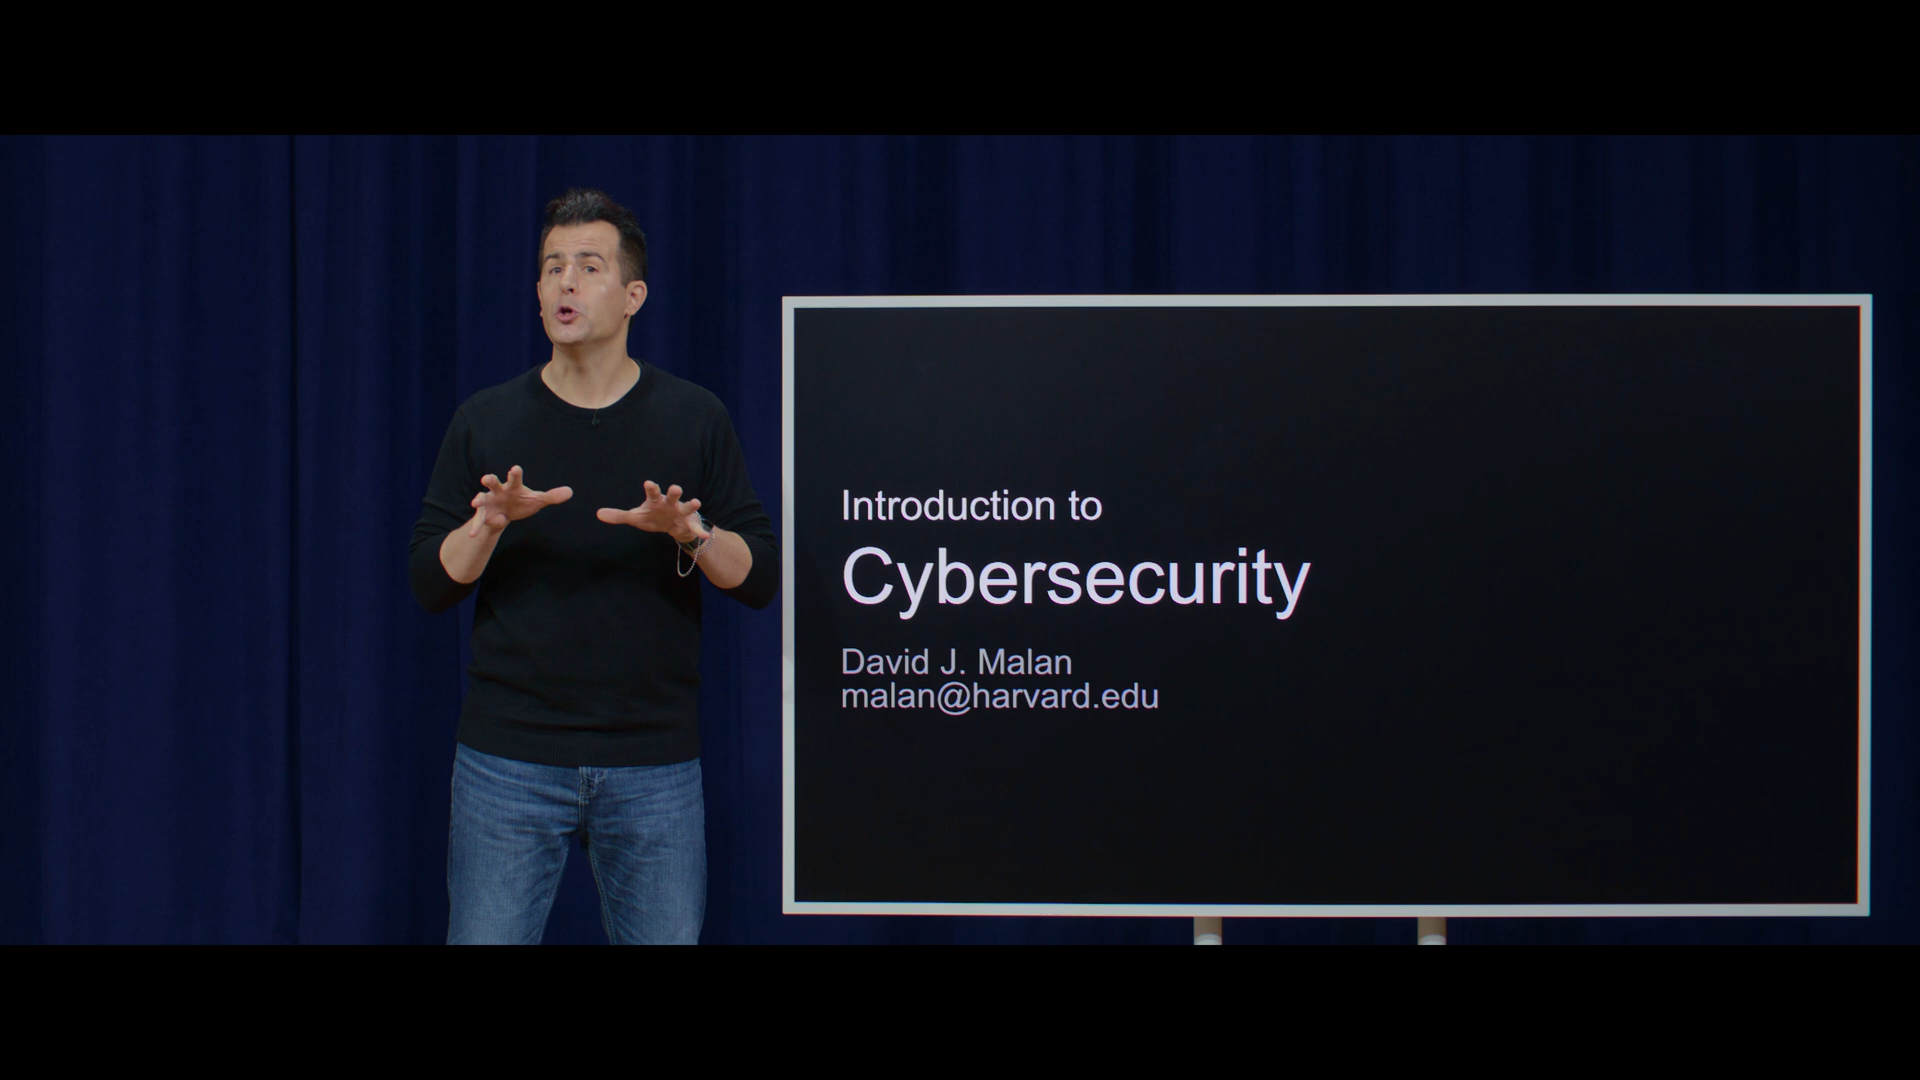 Introduction to
Cybersecurity
David J. Malan
malan@harvard.edu